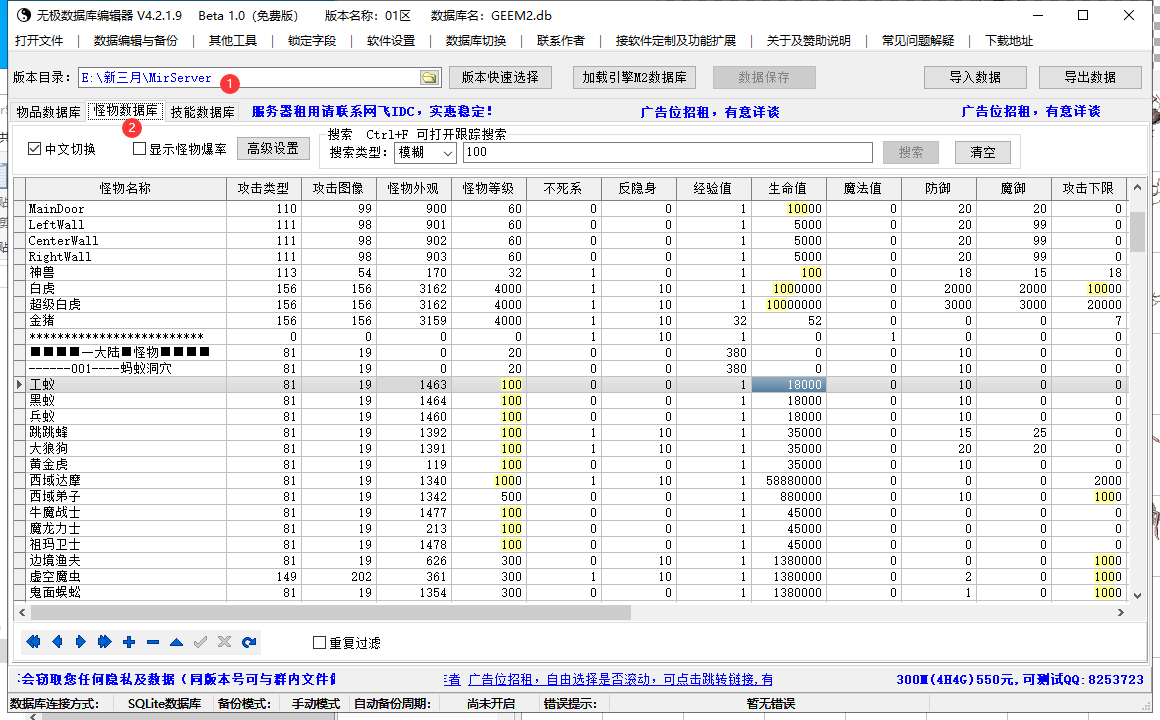 无极数据库编辑器 V4.2.1.9 Beta 1.0（免费版） 版本名称：01区 数据库名：GEEM2.db
打开文件 | 数据编辑与备份 | 其他工具 | 锁定字段 | 软件设置 | 数据库切换 | 联系作者 | 接软件定制及功能扩展 | 关于及赞助说明 | 常见问题解疑 | 下载地址
版本目录： E:\新三月\MirServer 版本快速选择 加载引擎M2数据库 数据保存 导入数据 导出数据
1
物品数据库 怪物数据库 技能数据库 服务器租用请联系网飞IDC，实惠稳定！ 广告位招租，有意详谈 广告位招租，有意详谈
2
中文切换 显示怪物爆率 高级设置 搜索 Ctrl+F 可打开跟踪搜索
搜索类型： 模糊 100 搜索 清空
怪物名称 攻击类型 攻击图像 怪物外观 怪物等级 不死系 反隐身 经验值 生命值 魔法值 防御 魔御 攻击下限
MainDoor 110 99 900 60 0 0 1 10000 0 20 20 0
LeftWall 111 98 901 60 0 0 1 5000 0 20 99 0
CenterWall 111 98 902 60 0 0 1 5000 0 20 99 0
RightWall 111 98 903 60 0 0 1 5000 0 20 99 0
神兽 113 54 170 32 1 0 1 100 0 18 15 18
白虎 156 156 3162 4000 1 10 1 1000000 0 2000 2000 10000
超级白虎 156 156 3162 4000 1 10 1 10000000 0 3000 3000 20000
金猪 156 156 3159 4000 1 10 32 52 0 0 0 7
************************* 0 0 0 0 1 10 1 0 1 0 0 0
■■■■一大陆■怪物■■■■ 81 19 0 20 0 0 380 0 0 10 0 0
------001----蚂蚁洞穴 81 19 0 20 0 0 380 0 0 10 0 0
工蚁 81 19 1463 100 0 0 1 18000 0 10 0 0
黑蚁 81 19 1464 100 0 0 1 18000 0 10 0 0
兵蚁 81 19 1460 100 0 0 1 18000 0 10 0 0
跳跳蜂 81 19 1392 100 1 10 1 35000 0 15 25 0
大狼狗 81 19 1391 100 1 10 1 35000 0 20 20 0
黄金虎 81 19 119 100 0 0 1 35000 0 10 0 0
西域达摩 81 19 1340 1000 1 10 1 58880000 0 0 0 2000
西域弟子 81 19 1342 500 0 0 1 880000 0 10 0 1000
牛魔战士 81 19 1477 100 0 0 1 45000 0 0 0 0
魔龙力士 81 19 213 100 0 0 1 45000 0 0 0 0
祖玛卫士 81 19 1478 100 0 0 1 45000 0 0 0 0
边境渔夫 81 19 626 300 0 10 1 1380000 0 0 0 1000
虚空魔虫 149 202 361 300 1 10 1 1380000 0 2 0 1000
鬼面蜈蚣 81 19 1354 300 0 0 1 1380000 0 1 0 1000
重复过滤
会窃取您任何隐私及数据（同版本号可与群内文件 广告位招租，自由选择是否滚动，可点击跳转链接，有 300M(4H4G)550元,可测试QQ:8253723
数据库连接方式： SQLite数据库 备份模式： 手动模式 自动备份周期： 尚未开启 错误提示： 暂无错误